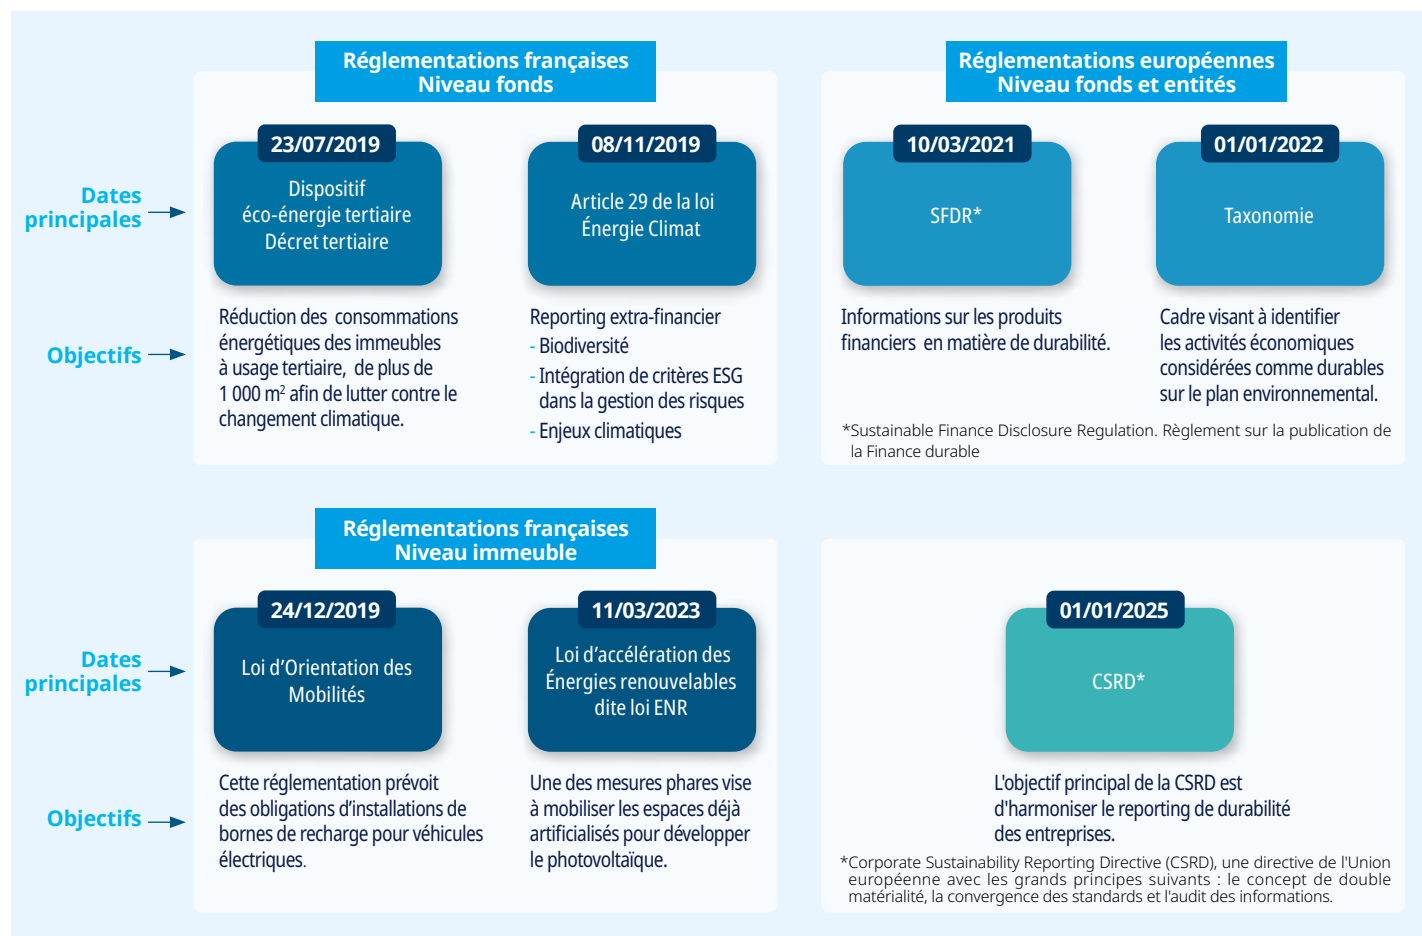 Réglementations françaises
Niveau fonds
Réglementations européennes
Niveau fonds et entités
Dates
principales
23/07/2019
Dispositif
éco-énergie tertiaire
Décret tertiaire
08/11/2019
Article 29 de la loi
Énergie Climat
10/03/2021
SFDR*
01/01/2022
Taxonomie
Objectifs
Réduction des consommations
énergétiques des immeubles
à usage tertiaire, de plus de
1 000 m² afin de lutter contre le
changement climatique.
Reporting extra-financier
- Biodiversité
- Intégration de critères ESG
dans la gestion des risques
- Enjeux climatiques
Informations sur les produits
financiers en matière de durabilité.
Cadre visant à identifier
les activités économiques
considérées comme durables
sur le plan environnemental.
*Sustainable Finance Disclosure Regulation. Règlement sur la publication de
la Finance durable
Réglementations françaises
Niveau immeuble
Dates
principales
24/12/2019
Loi d’Orientation des
Mobilités
11/03/2023
Loi d’accélération des
Énergies renouvelables
dite loi ENR
01/01/2025
CSRD*
Objectifs
Cette réglementation prévoit
des obligations d’installations de
bornes de recharge pour véhicules
électriques.
Une des mesures phares vise
à mobiliser les espaces déjà
artificialisés pour développer
le photovoltaïque.
L'objectif principal de la CSRD est
d'harmoniser le reporting de durabilité
des entreprises.
*Corporate Sustainability Reporting Directive (CSRD), une directive de l'Union
européenne avec les grands principes suivants : le concept de double
matérialité, la convergence des standards et l'audit des informations.